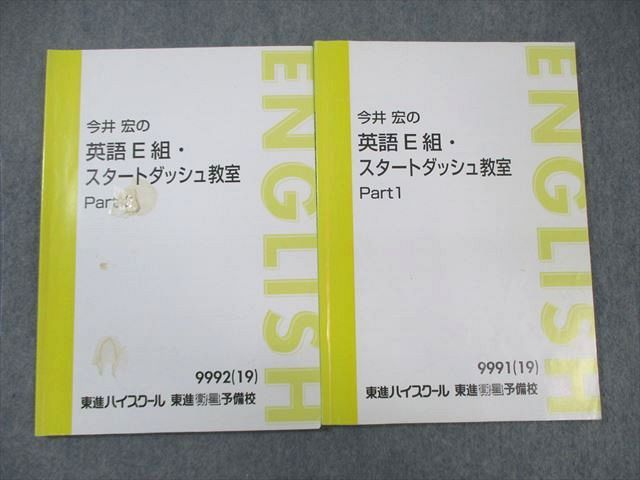 今井 宏の
英語E組・
スタートダッシュ教室
Part
ENGLISH
9992(19)
東進ハイスクール 東進衛星予備校
今井 宏の
英語E組・
スタートダッシュ教室
Part1
ENGLISH
9991(19)
東進ハイスクール 東進衛星予備校